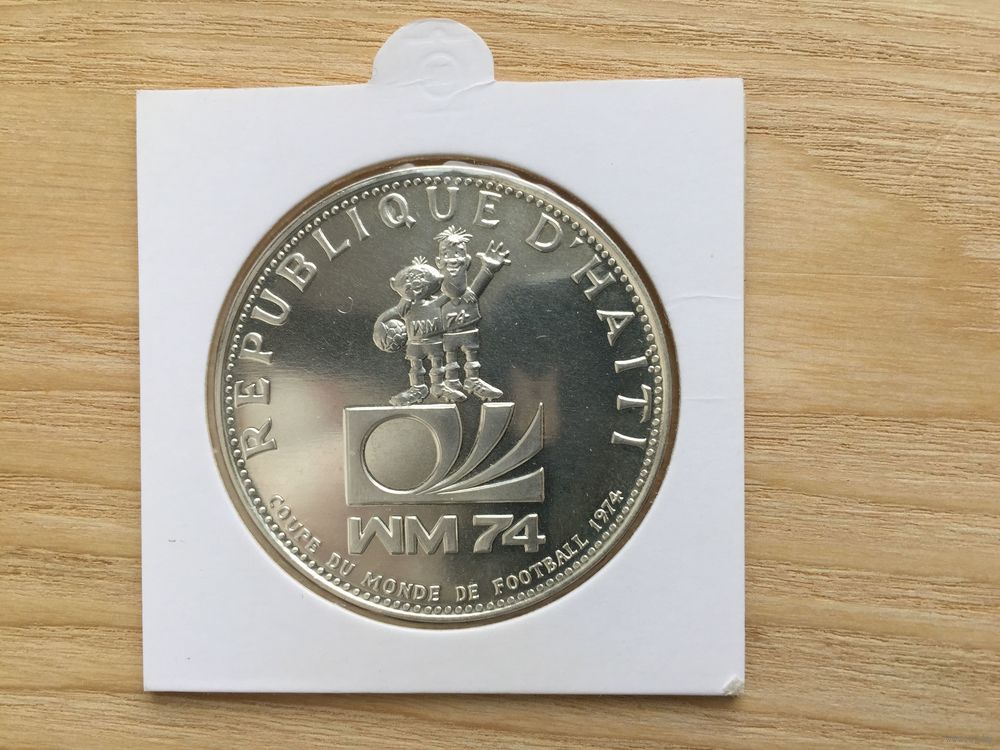 REPUBLIQUE D'HAITI
WM 74
WM 74
COUPE DU MONDE DE FOOTBALL 1974